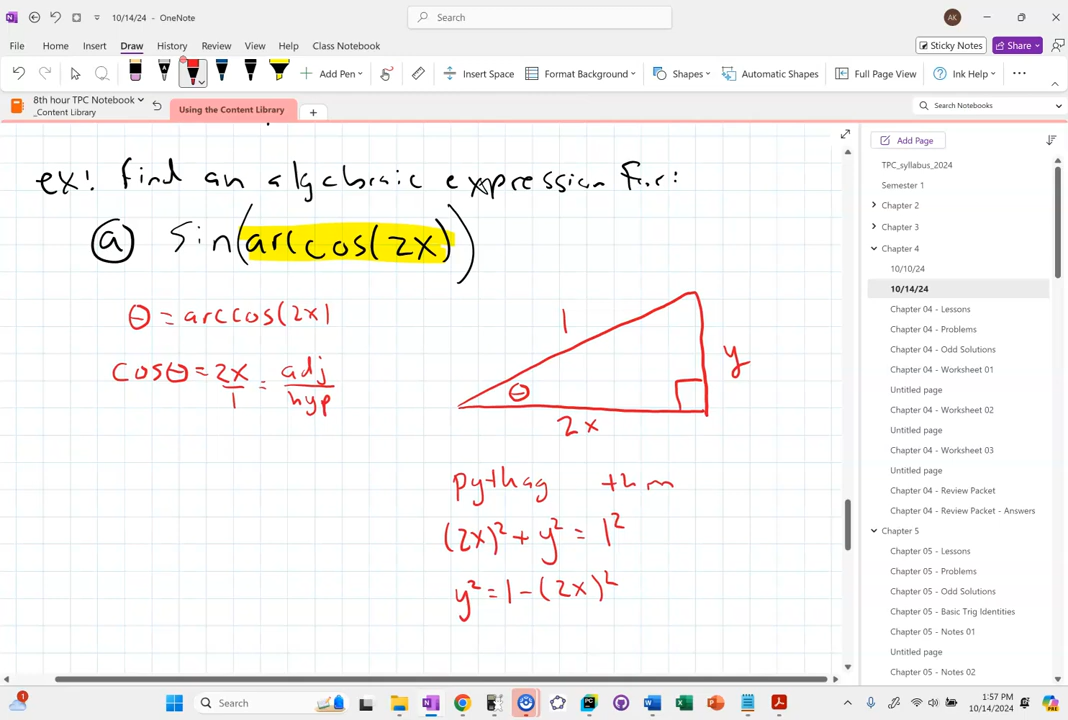 10/14/24 - OneNote
Search
AK
File Home Insert Draw History Review View Help Class Notebook
Sticky Notes
Share
Add Pen
Insert Space
Format Background
Shapes
Automatic Shapes
Full Page View
Ink Help
8th hour TPC Notebook
_Content Library
Using the Content Library
Search Notebooks
ex! find an algebraic expression for:
(a) sin(arccos(2x))
θ = arccos(2x)
cosθ = 2x/1 = adj/hyp
1
y
θ
2x
pythag thm
(2x)² + y² = 1²
y² = 1 - (2x)²
Add Page
TPC_syllabus_2024
Semester 1
Chapter 2
Chapter 3
Chapter 4
10/10/24
10/14/24
Chapter 04 - Lessons
Chapter 04 - Problems
Chapter 04 - Odd Solutions
Chapter 04 - Worksheet 01
Untitled page
Chapter 04 - Worksheet 02
Untitled page
Chapter 04 - Worksheet 03
Untitled page
Chapter 04 - Review Packet
Chapter 04 - Review Packet - Answers
Chapter 5
Chapter 05 - Lessons
Chapter 05 - Problems
Chapter 05 - Odd Solutions
Chapter 05 - Basic Trig Identities
Chapter 05 - Notes 01
Untitled page
Chapter 05 - Notes 02
1
Search
1:57 PM
10/14/2024